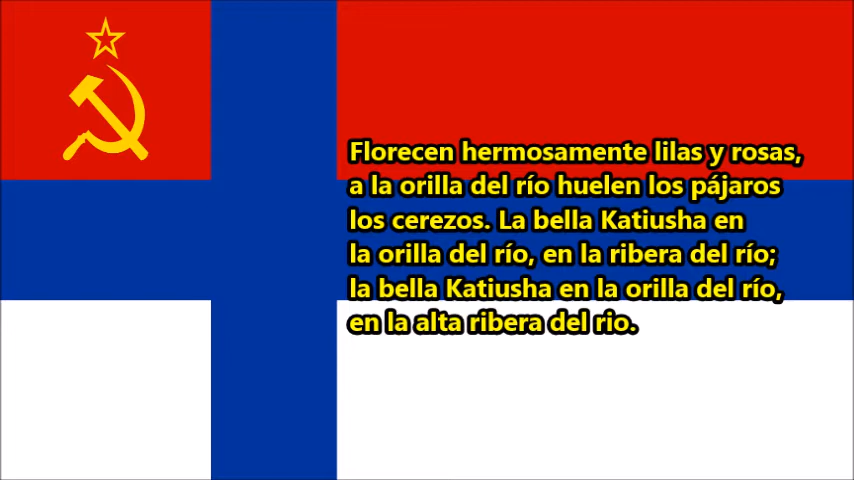 Florecen hermosamente lilas y rosas,
a la orilla del río huelen los pájaros
los cerezos. La bella Katiusha en
la orilla del río, en la ribera del río;
la bella Katiusha en la orilla del río,
en la alta ribera del rio.